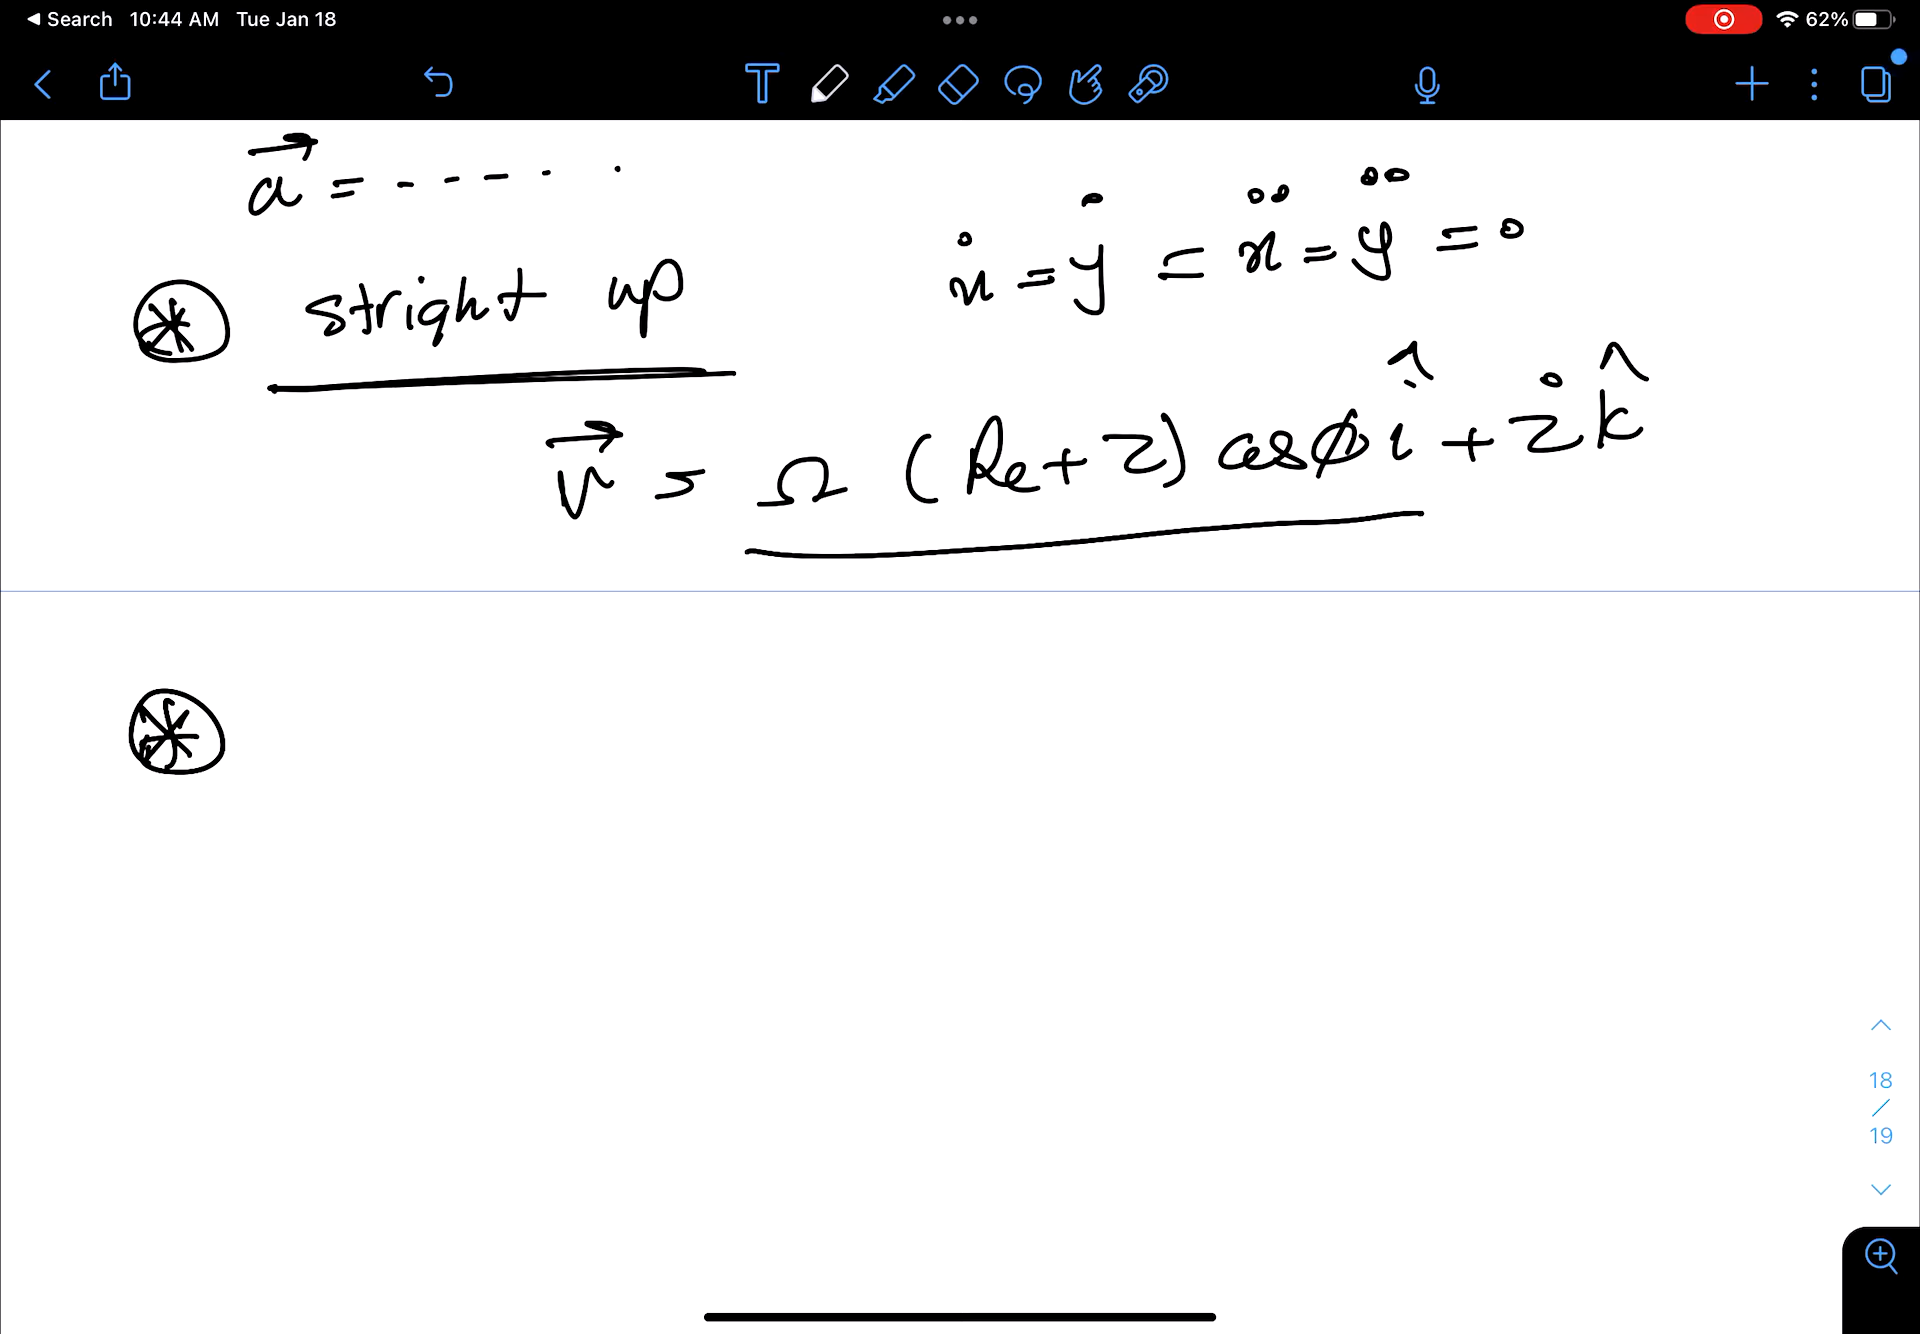 Search 10:44 AM Tue Jan 18 62%
a⃗ = - - - - - .
ẋ = ẏ = ẍ = ÿ = 0
stright up
v⃗ = Ω (Re + z) cosϕ î + ż k̂
18
/
19